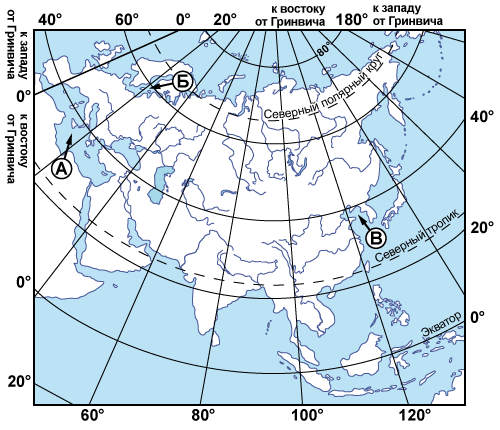 к востоку
от Гринвича
к западу
от Гринвича
40°
60°
0°
20°
180°
80°
к западу
от Гринвича
0°
к востоку
от Гринвича
Северный полярный круг
Б
А
В
40°
20°
Северный тропик
0°
Экватор
0°
20°
60°
80°
100°
120°